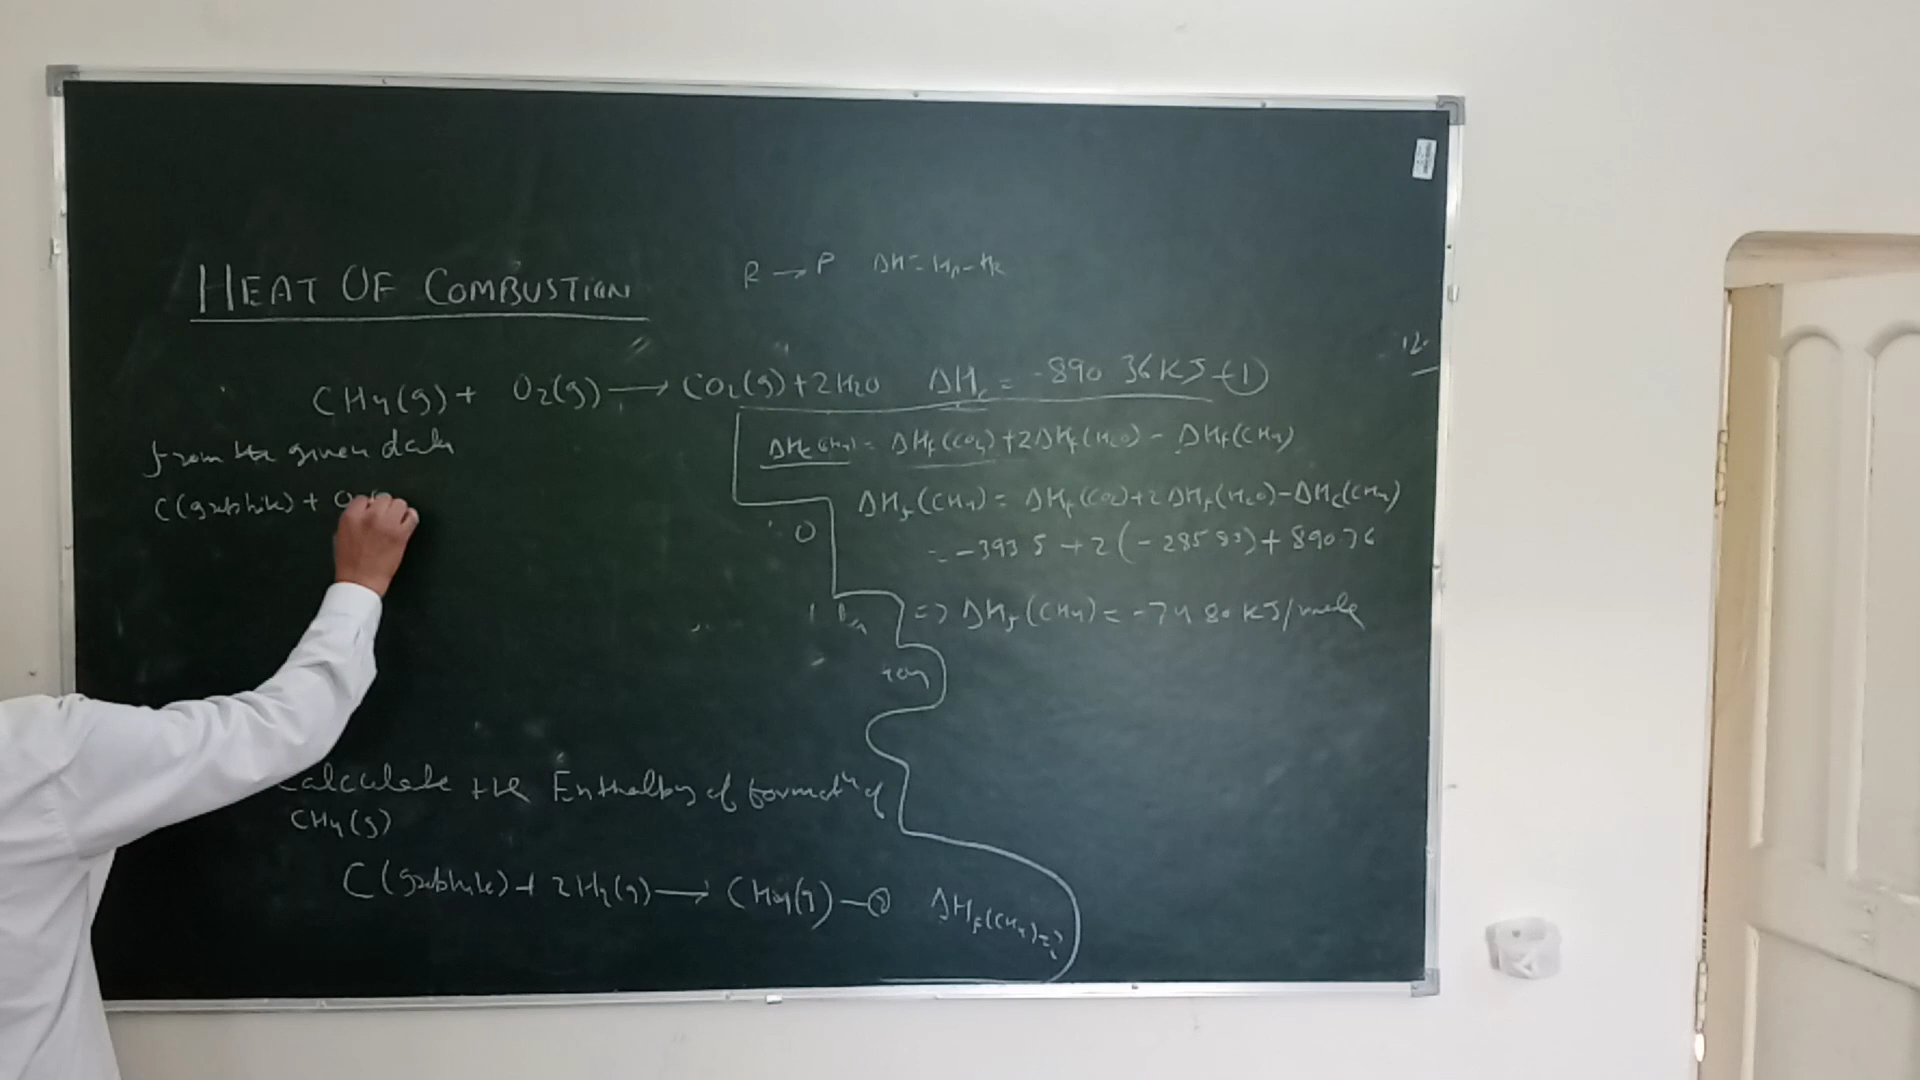 HEAT OF COMBUSTION
R → P ΔH = Hp - HR
12.
CH4(g) + O2(g) → CO2(g) + 2H2O ΔHc = -890 36 KJ -(1)
from the given data
C(graphite) +
ΔHc(CH4) = ΔHf(CO2) + 2ΔHf(H2O) - ΔHf(CH4)
ΔHf(CH4) = ΔHf(CO2) + 2ΔHf(H2O) - ΔHc(CH4)
= -393 5 + 2(-285 83) + 890 36
=> ΔHf(CH4) = -74 80 KJ/mole
calculate the Enthalpy of formatn of
CH4(g)
C(graphite) + 2H2(g) → CH4(g) -(2) ΔHf(CH4) = ?